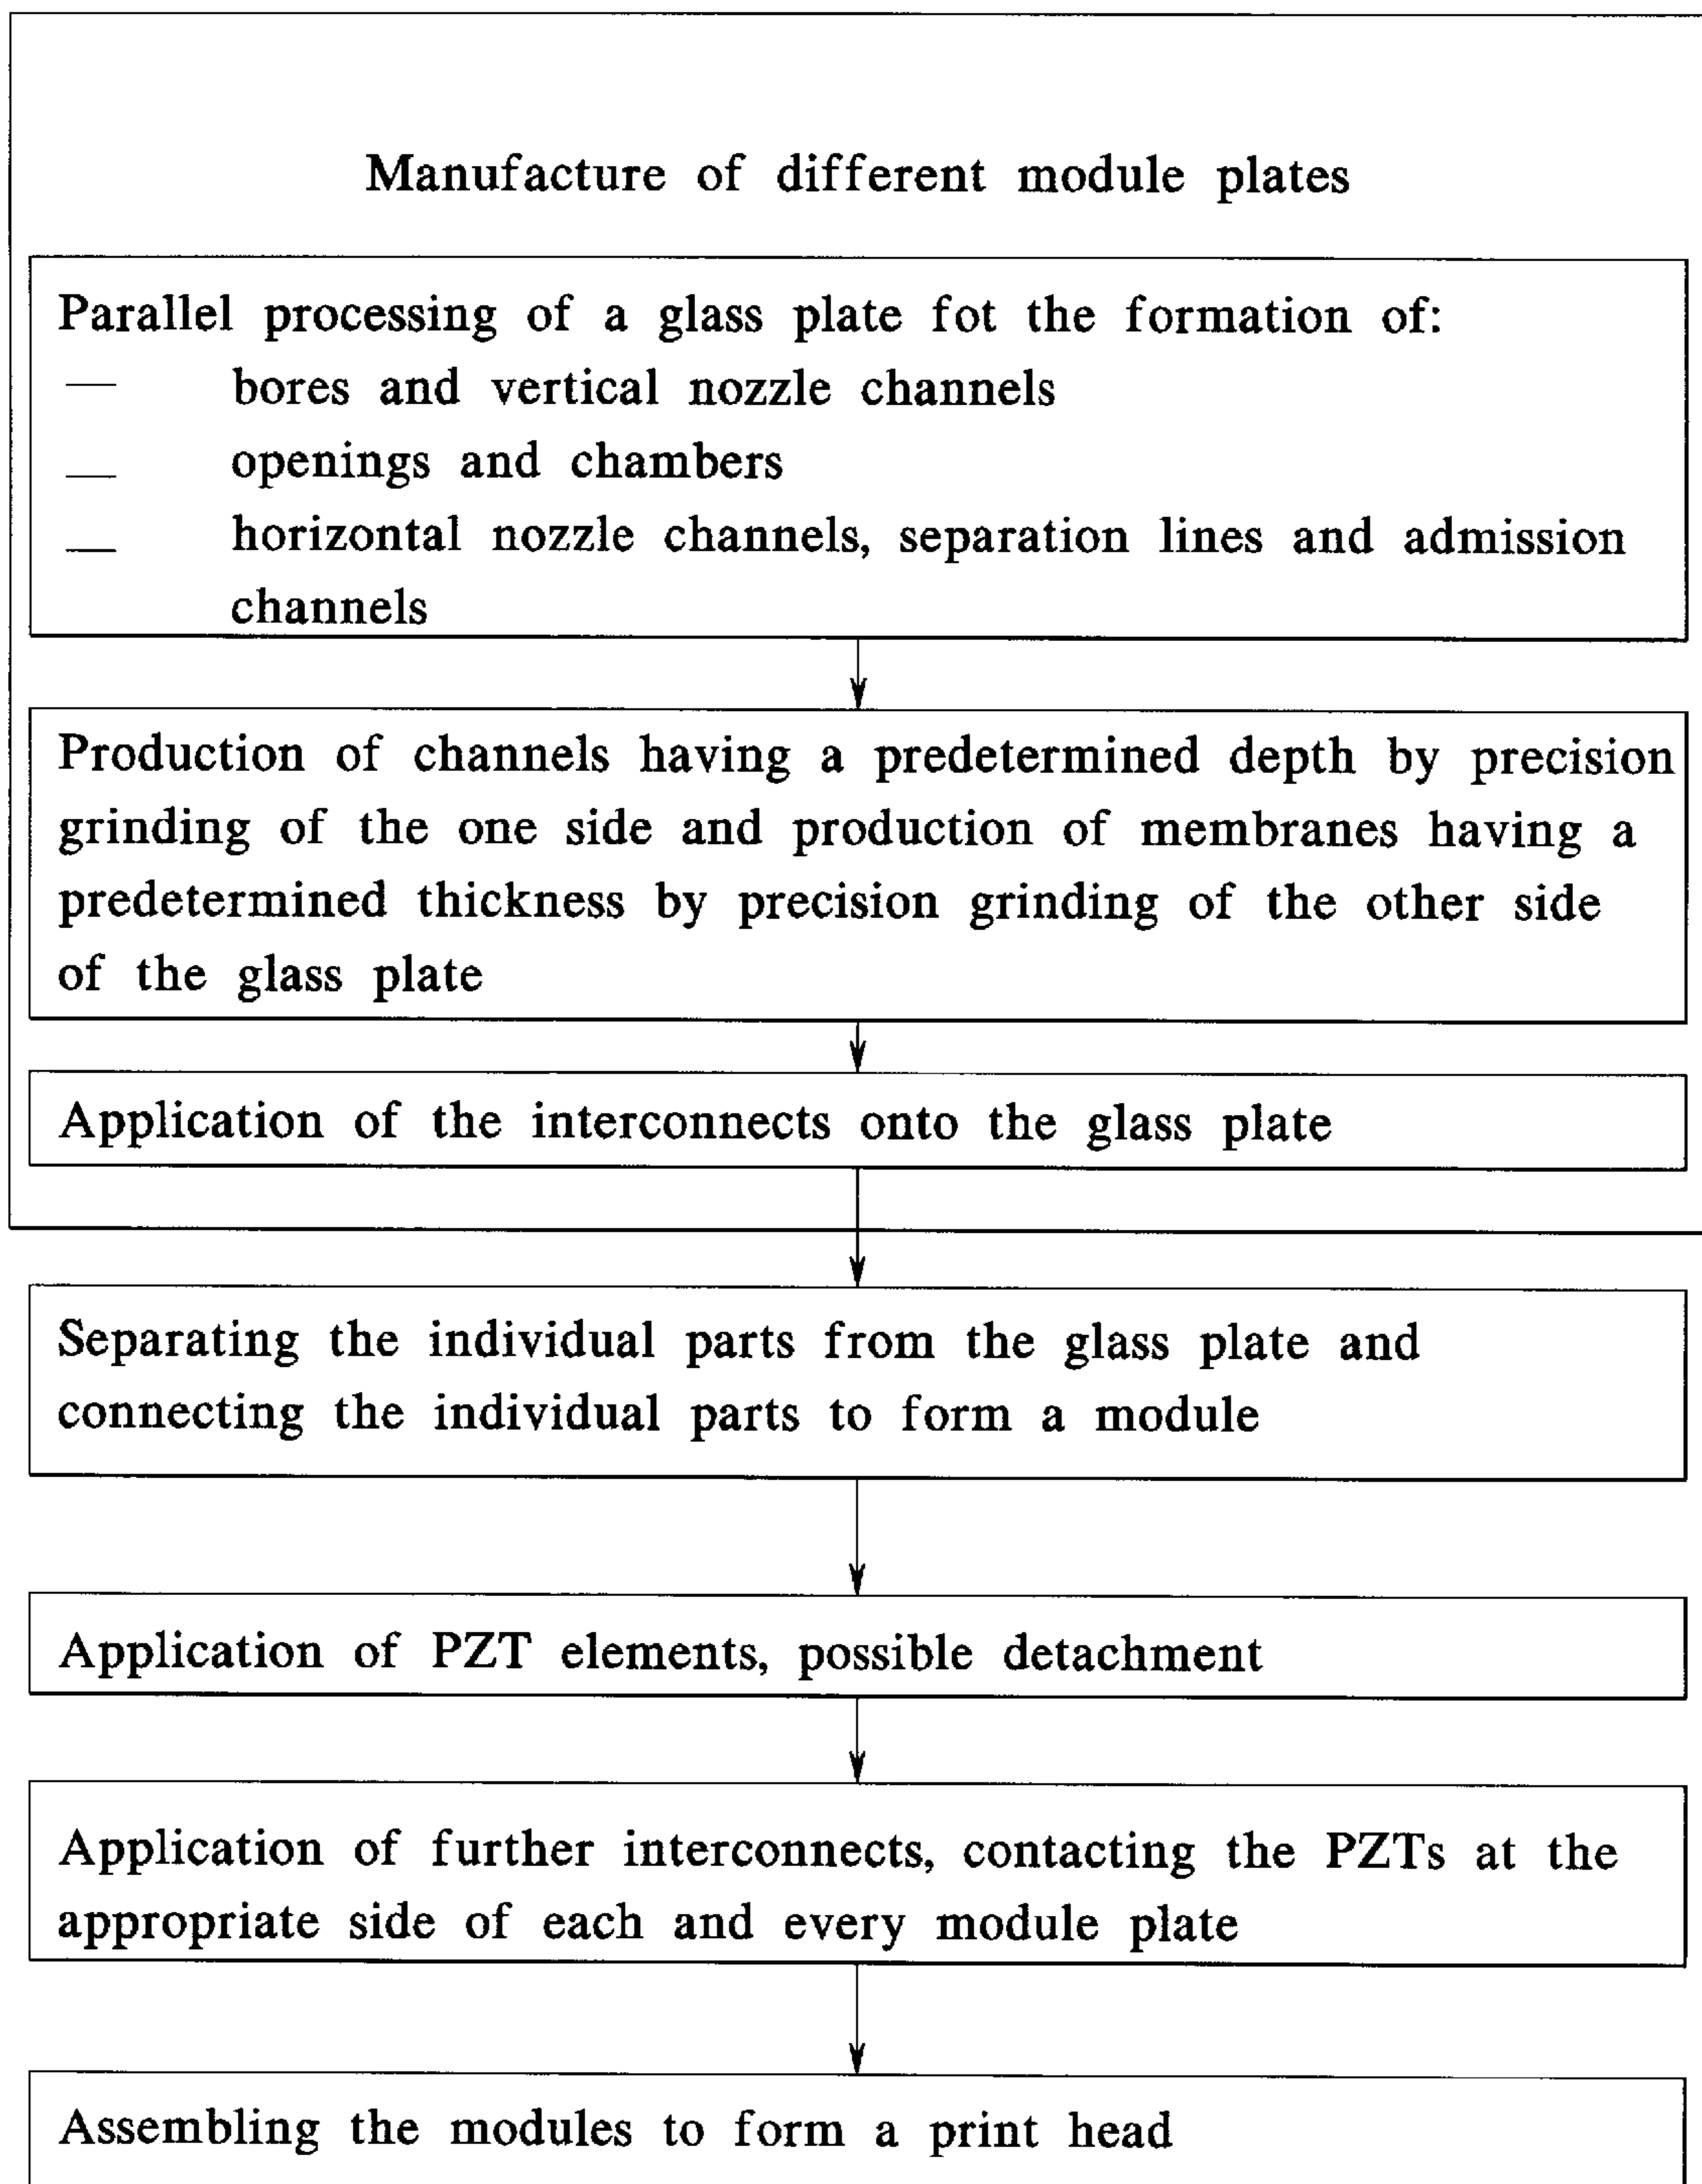 Manufacture of different module plates
Parallel processing of a glass plate fot the formation of:
— bores and vertical nozzle channels
— openings and chambers
— horizontal nozzle channels, separation lines and admission
channels
Production of channels having a predetermined depth by precision
grinding of the one side and production of membranes having a
predetermined thickness by precision grinding of the other side
of the glass plate
Application of the interconnects onto the glass plate
Separating the individual parts from the glass plate and
connecting the individual parts to form a module
Application of PZT elements, possible detachment
Application of further interconnects, contacting the PZTs at the
appropriate side of each and every module plate
Assembling the modules to form a print head